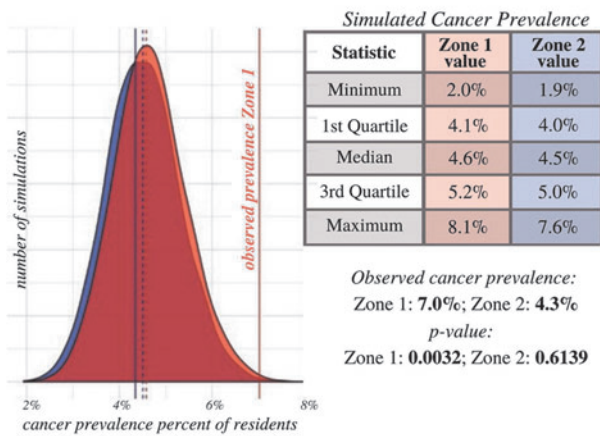 Simulated Cancer Prevalence
Statistic Zone 1 value Zone 2 value
Minimum 2.0% 1.9%
1st Quartile 4.1% 4.0%
Median 4.6% 4.5%
3rd Quartile 5.2% 5.0%
Maximum 8.1% 7.6%
Observed cancer prevalence:
Zone 1: 7.0%; Zone 2: 4.3%
p-value:
Zone 1: 0.0032; Zone 2: 0.6139
number of simulations
observed prevalence Zone 1
2% 4% 6% 8%
cancer prevalence percent of residents